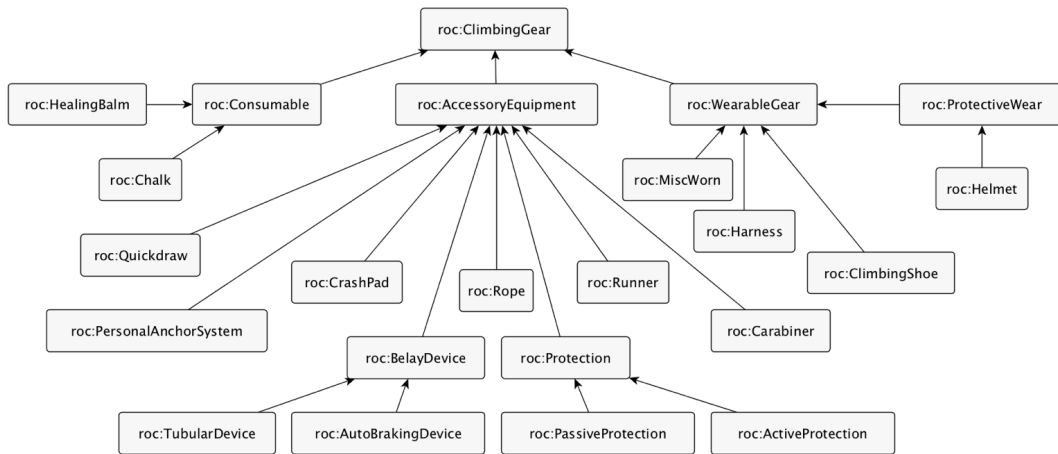 roc:ClimbingGear
roc:HealingBalm
roc:Consumable
roc:AccessoryEquipment
roc:WearableGear
roc:ProtectiveWear
roc:Chalk
roc:MiscWorn
roc:Helmet
roc:Quickdraw
roc:Harness
roc:CrashPad
roc:Rope
roc:Runner
roc:ClimbingShoe
roc:PersonalAnchorSystem
roc:Carabiner
roc:BelayDevice
roc:Protection
roc:TubularDevice
roc:AutoBrakingDevice
roc:PassiveProtection
roc:ActiveProtection